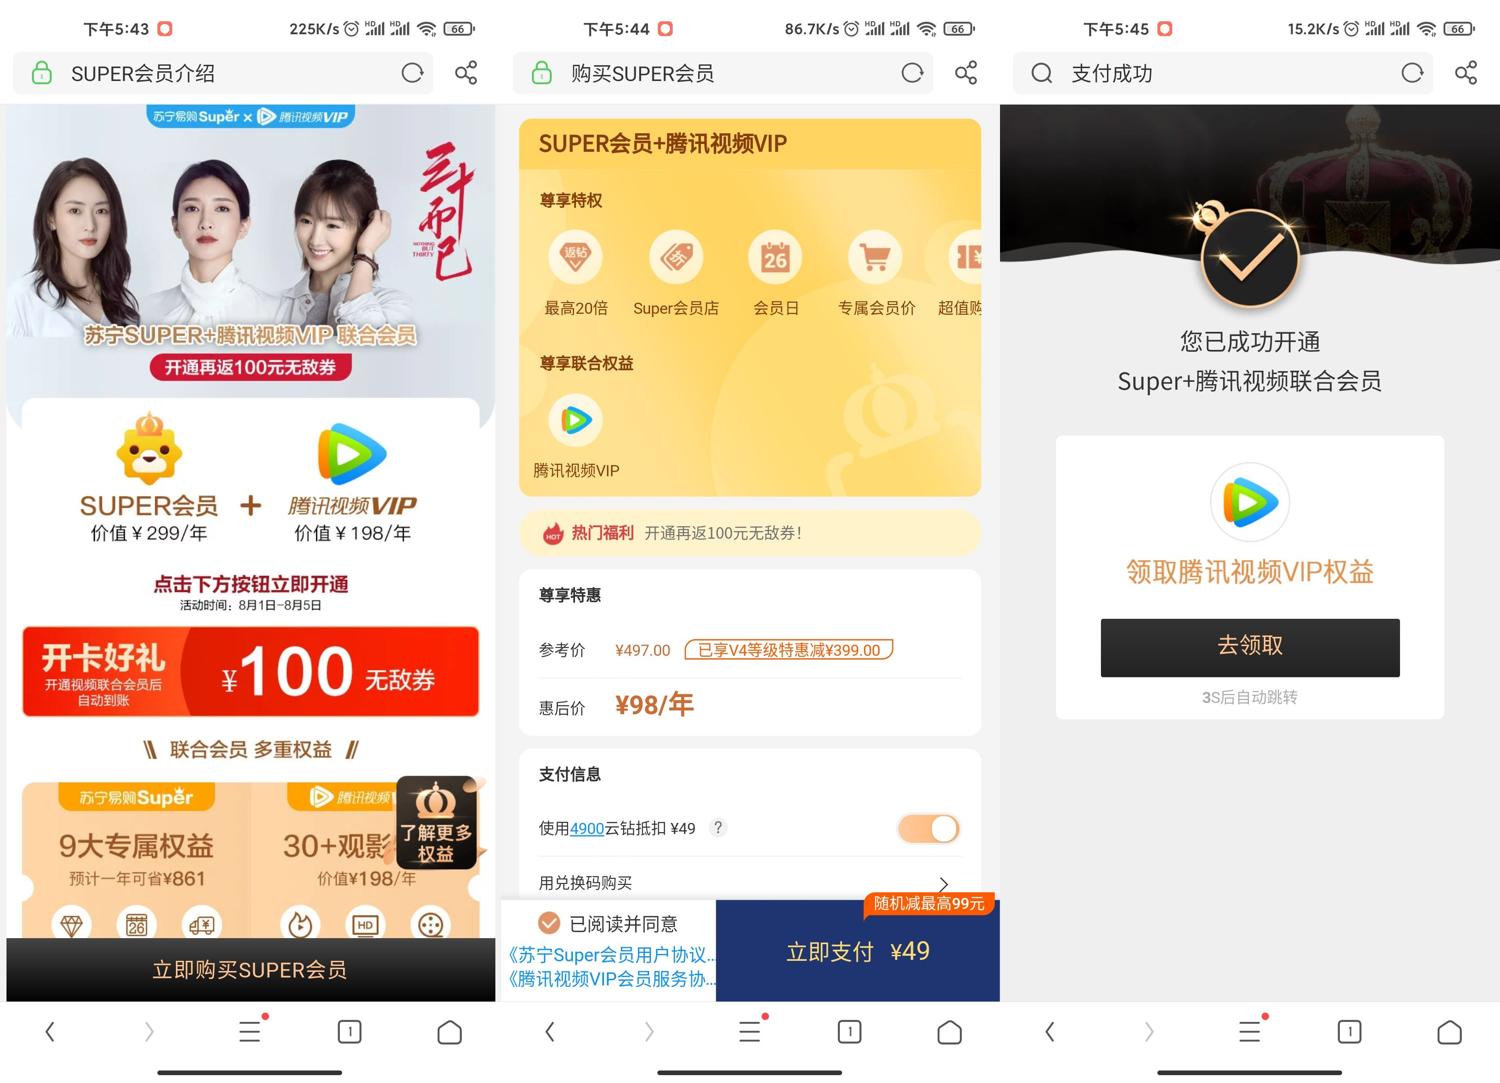 下午5:43
225K/s
HD
HD
66
SUPER会员介绍
苏宁易购Super × 腾讯视频VIP
三十而已
NOTHING BUT THIRTY
苏宁SUPER+腾讯视频VIP 联合会员
开通再返100元无敌券
SUPER会员 + 腾讯视频VIP
价值¥299/年
价值¥198/年
点击下方按钮立即开通
活动时间：8月1日-8月5日
开卡好礼
开通视频联合会员后
自动到账
¥100 无敌券
联合会员 多重权益
苏宁易购Super
腾讯视频
9大专属权益
30+观影
预计一年可省¥861
价值¥198/年
26
HD
了解更多
权益
立即购买SUPER会员
1
下午5:44
86.7K/s
HD
HD
66
购买SUPER会员
SUPER会员+腾讯视频VIP
尊享特权
返钻
折
26
最高20倍
Super会员店
会员日
专属会员价
超值购
尊享联合权益
腾讯视频VIP
HOT
热门福利 开通再返100元无敌券!
尊享特惠
参考价 ¥497.00 已享V4等级特惠减¥399.00
惠后价 ¥98/年
支付信息
使用4900云钻抵扣 ¥49 ?
用兑换码购买
随机减最高99元
已阅读并同意
《苏宁Super会员用户协议...
《腾讯视频VIP会员服务协...
立即支付 ¥49
1
下午5:45
15.2K/s
HD
HD
66
支付成功
您已成功开通
Super+腾讯视频联合会员
领取腾讯视频VIP权益
去领取
3S后自动跳转
1